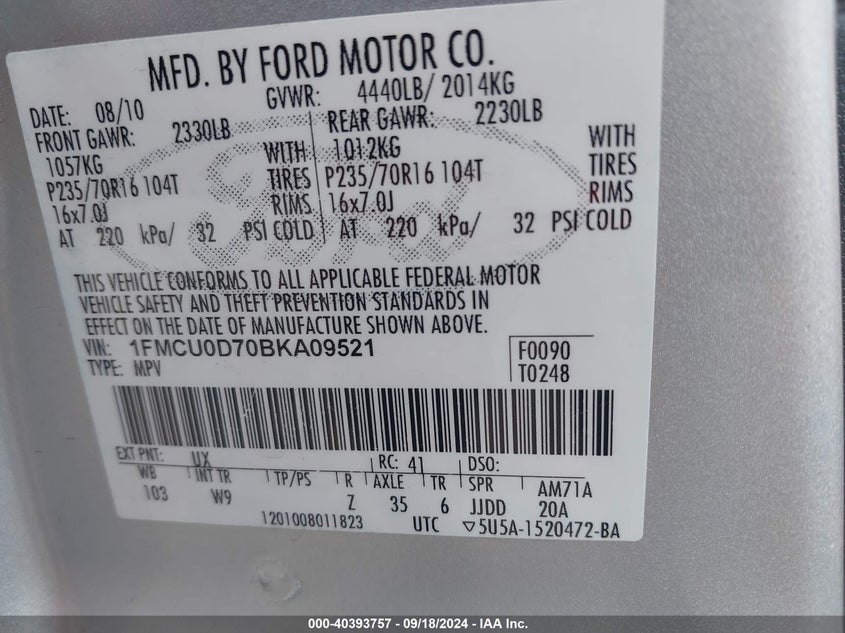 MFD. BY FORD MOTOR CO.
DATE: 08/10 GVWR: 4440LB/ 2014KG
FRONT GAWR: 2330LB REAR GAWR: 2230LB
1057KG WITH 1012KG WITH
P235/70R16 104T TIRES P235/70R16 104T TIRES
16x7.0J RIMS 16x7.0J RIMS
AT 220 kPa/ 32 PSI COLD AT 220 kPa/ 32 PSI COLD
Ford
THIS VEHICLE CONFORMS TO ALL APPLICABLE FEDERAL MOTOR
VEHICLE SAFETY AND THEFT PREVENTION STANDARDS IN
EFFECT ON THE DATE OF MANUFACTURE SHOWN ABOVE.
VIN: 1FMCU0D70BKA09521 F0090
TYPE: MPV T0248
EXT PNT: UX RC: 41 DSO:
WB INT TR TP/PS R AXLE TR SPR AM71A
103 W9 Z 35 6 JJDD 20A
1201008011823 UTC ▽5U5A-1520472-BA
000-40393757 - 09/18/2024 - IAA Inc.